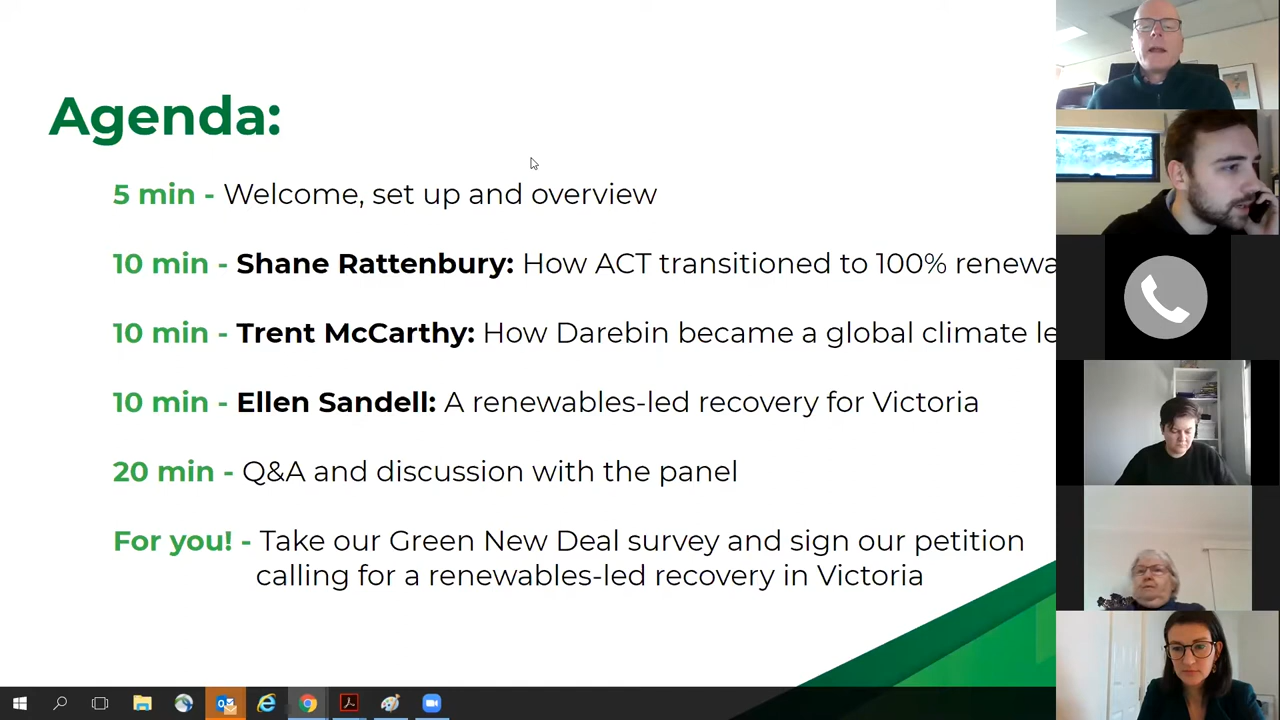 Agenda:
5 min - Welcome, set up and overview
10 min - Shane Rattenbury: How ACT transitioned to 100% renewa
10 min - Trent McCarthy: How Darebin became a global climate le
10 min - Ellen Sandell: A renewables-led recovery for Victoria
20 min - Q&A and discussion with the panel
For you! - Take our Green New Deal survey and sign our petition
calling for a renewables-led recovery in Victoria